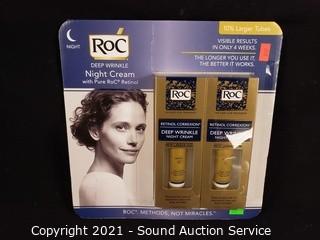 NIGHT
RoC
DEEP WRINKLE
Night Cream
with Pure RoC® Retinol
10% Larger Tubes
VISIBLE RESULTS
IN ONLY 4 WEEKS.
THE LONGER YOU USE IT,
THE BETTER IT WORKS.
RoC
RETINOL CORREXION®
DEEP WRINKLE
NIGHT CREAM
RoC
RETINOL CORREXION®
DEEP WRINKLE
NIGHT CREAM
ROC®. METHODS, NOT MIRACLES.™
Copyright 2021 - Sound Auction Service